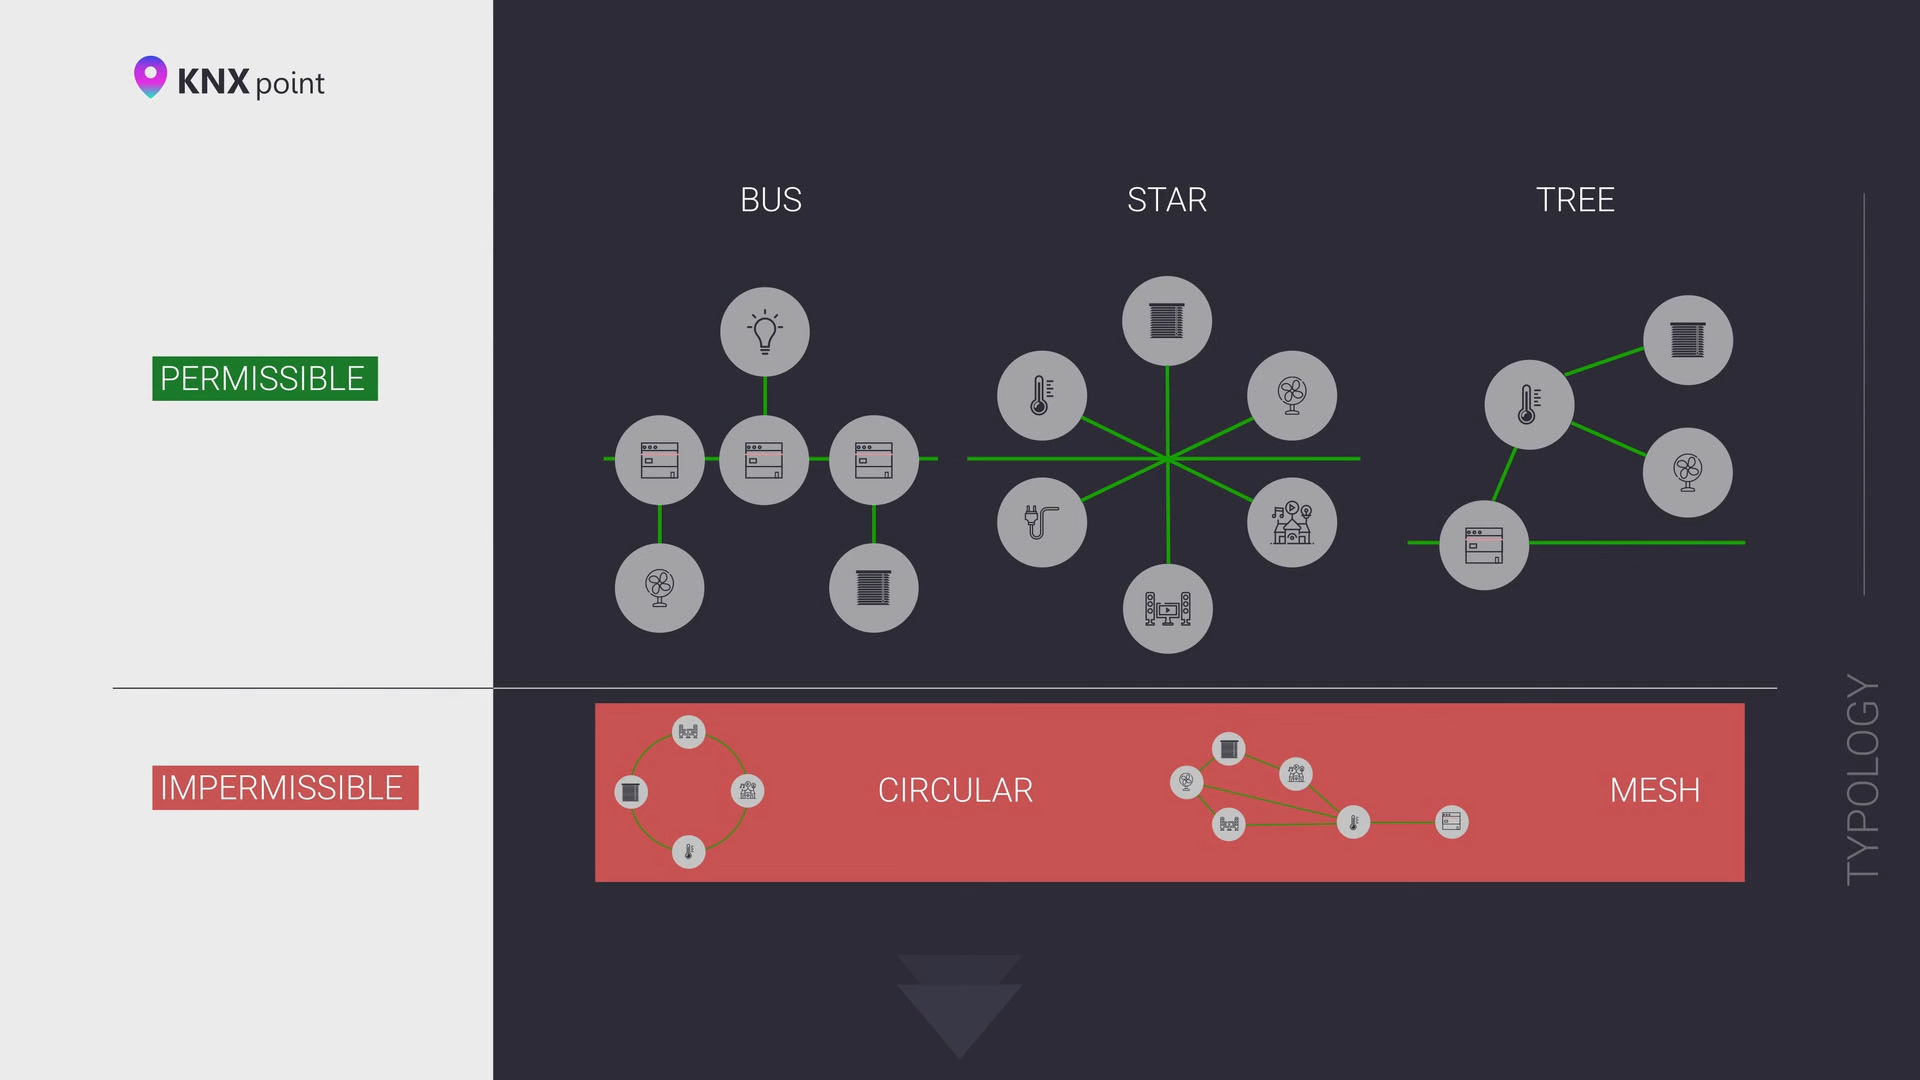 KNX point
BUS
STAR
TREE
PERMISSIBLE
IMPERMISSIBLE
CIRCULAR
MESH
TYPOLOGY